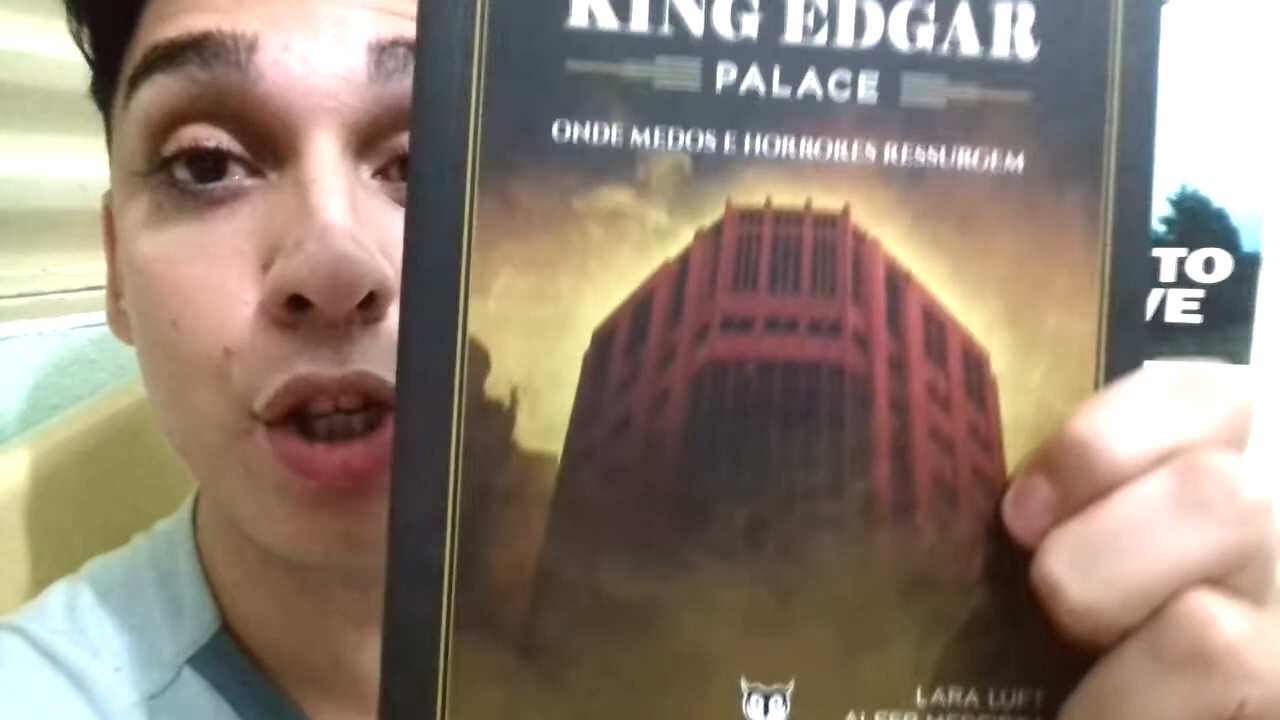 KING EDGAR
PALACE
ONDE MEDOS E HORRORES RESSURGEM
TO
VE
LARA LUFT